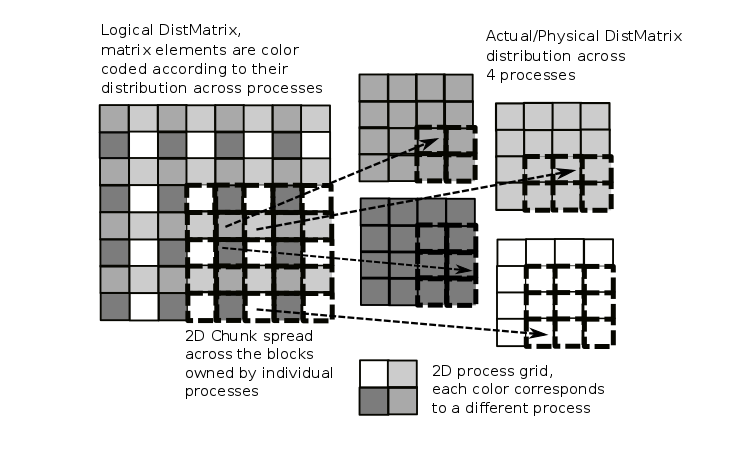 Logical DistMatrix,
matrix elements are color
coded according to their
distribution across processes
Actual/Physical DistMatrix
distribution across
4 processes
2D Chunk spread
across the blocks
owned by individual
processes
2D process grid,
each color corresponds
to a different process